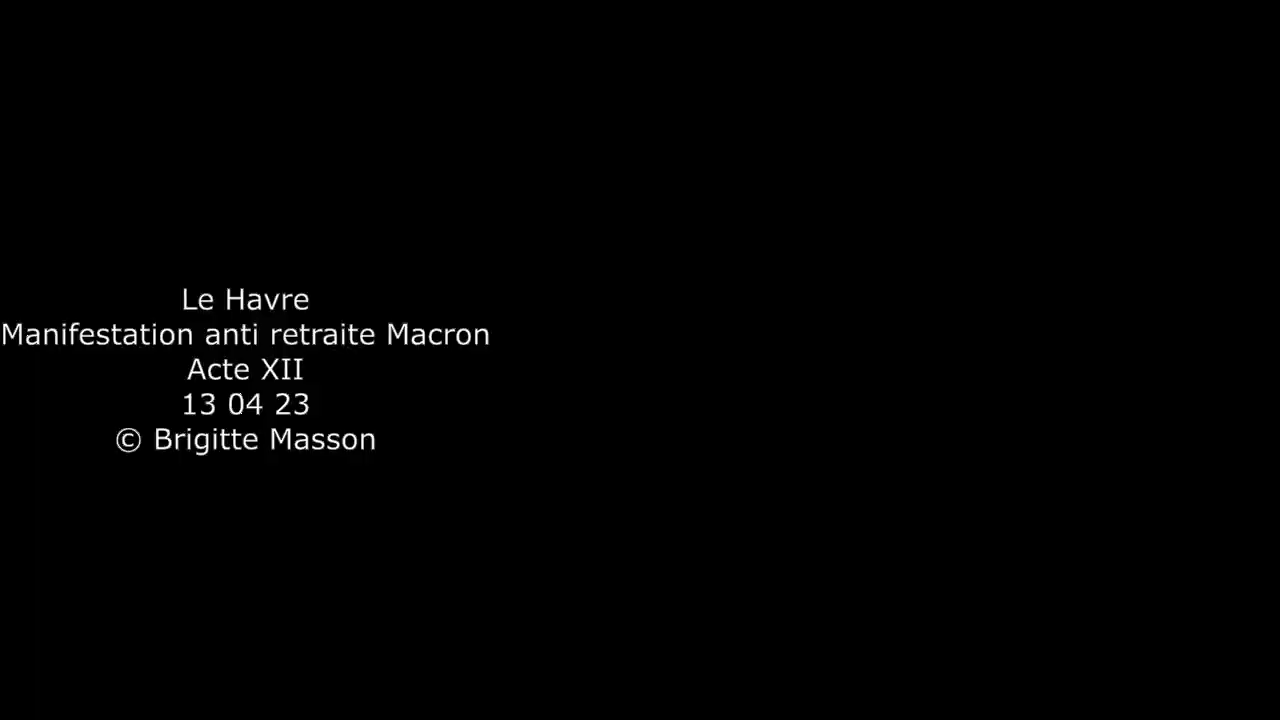 Le Havre
Manifestation anti retraite Macron
Acte XII
13 04 23
© Brigitte Masson